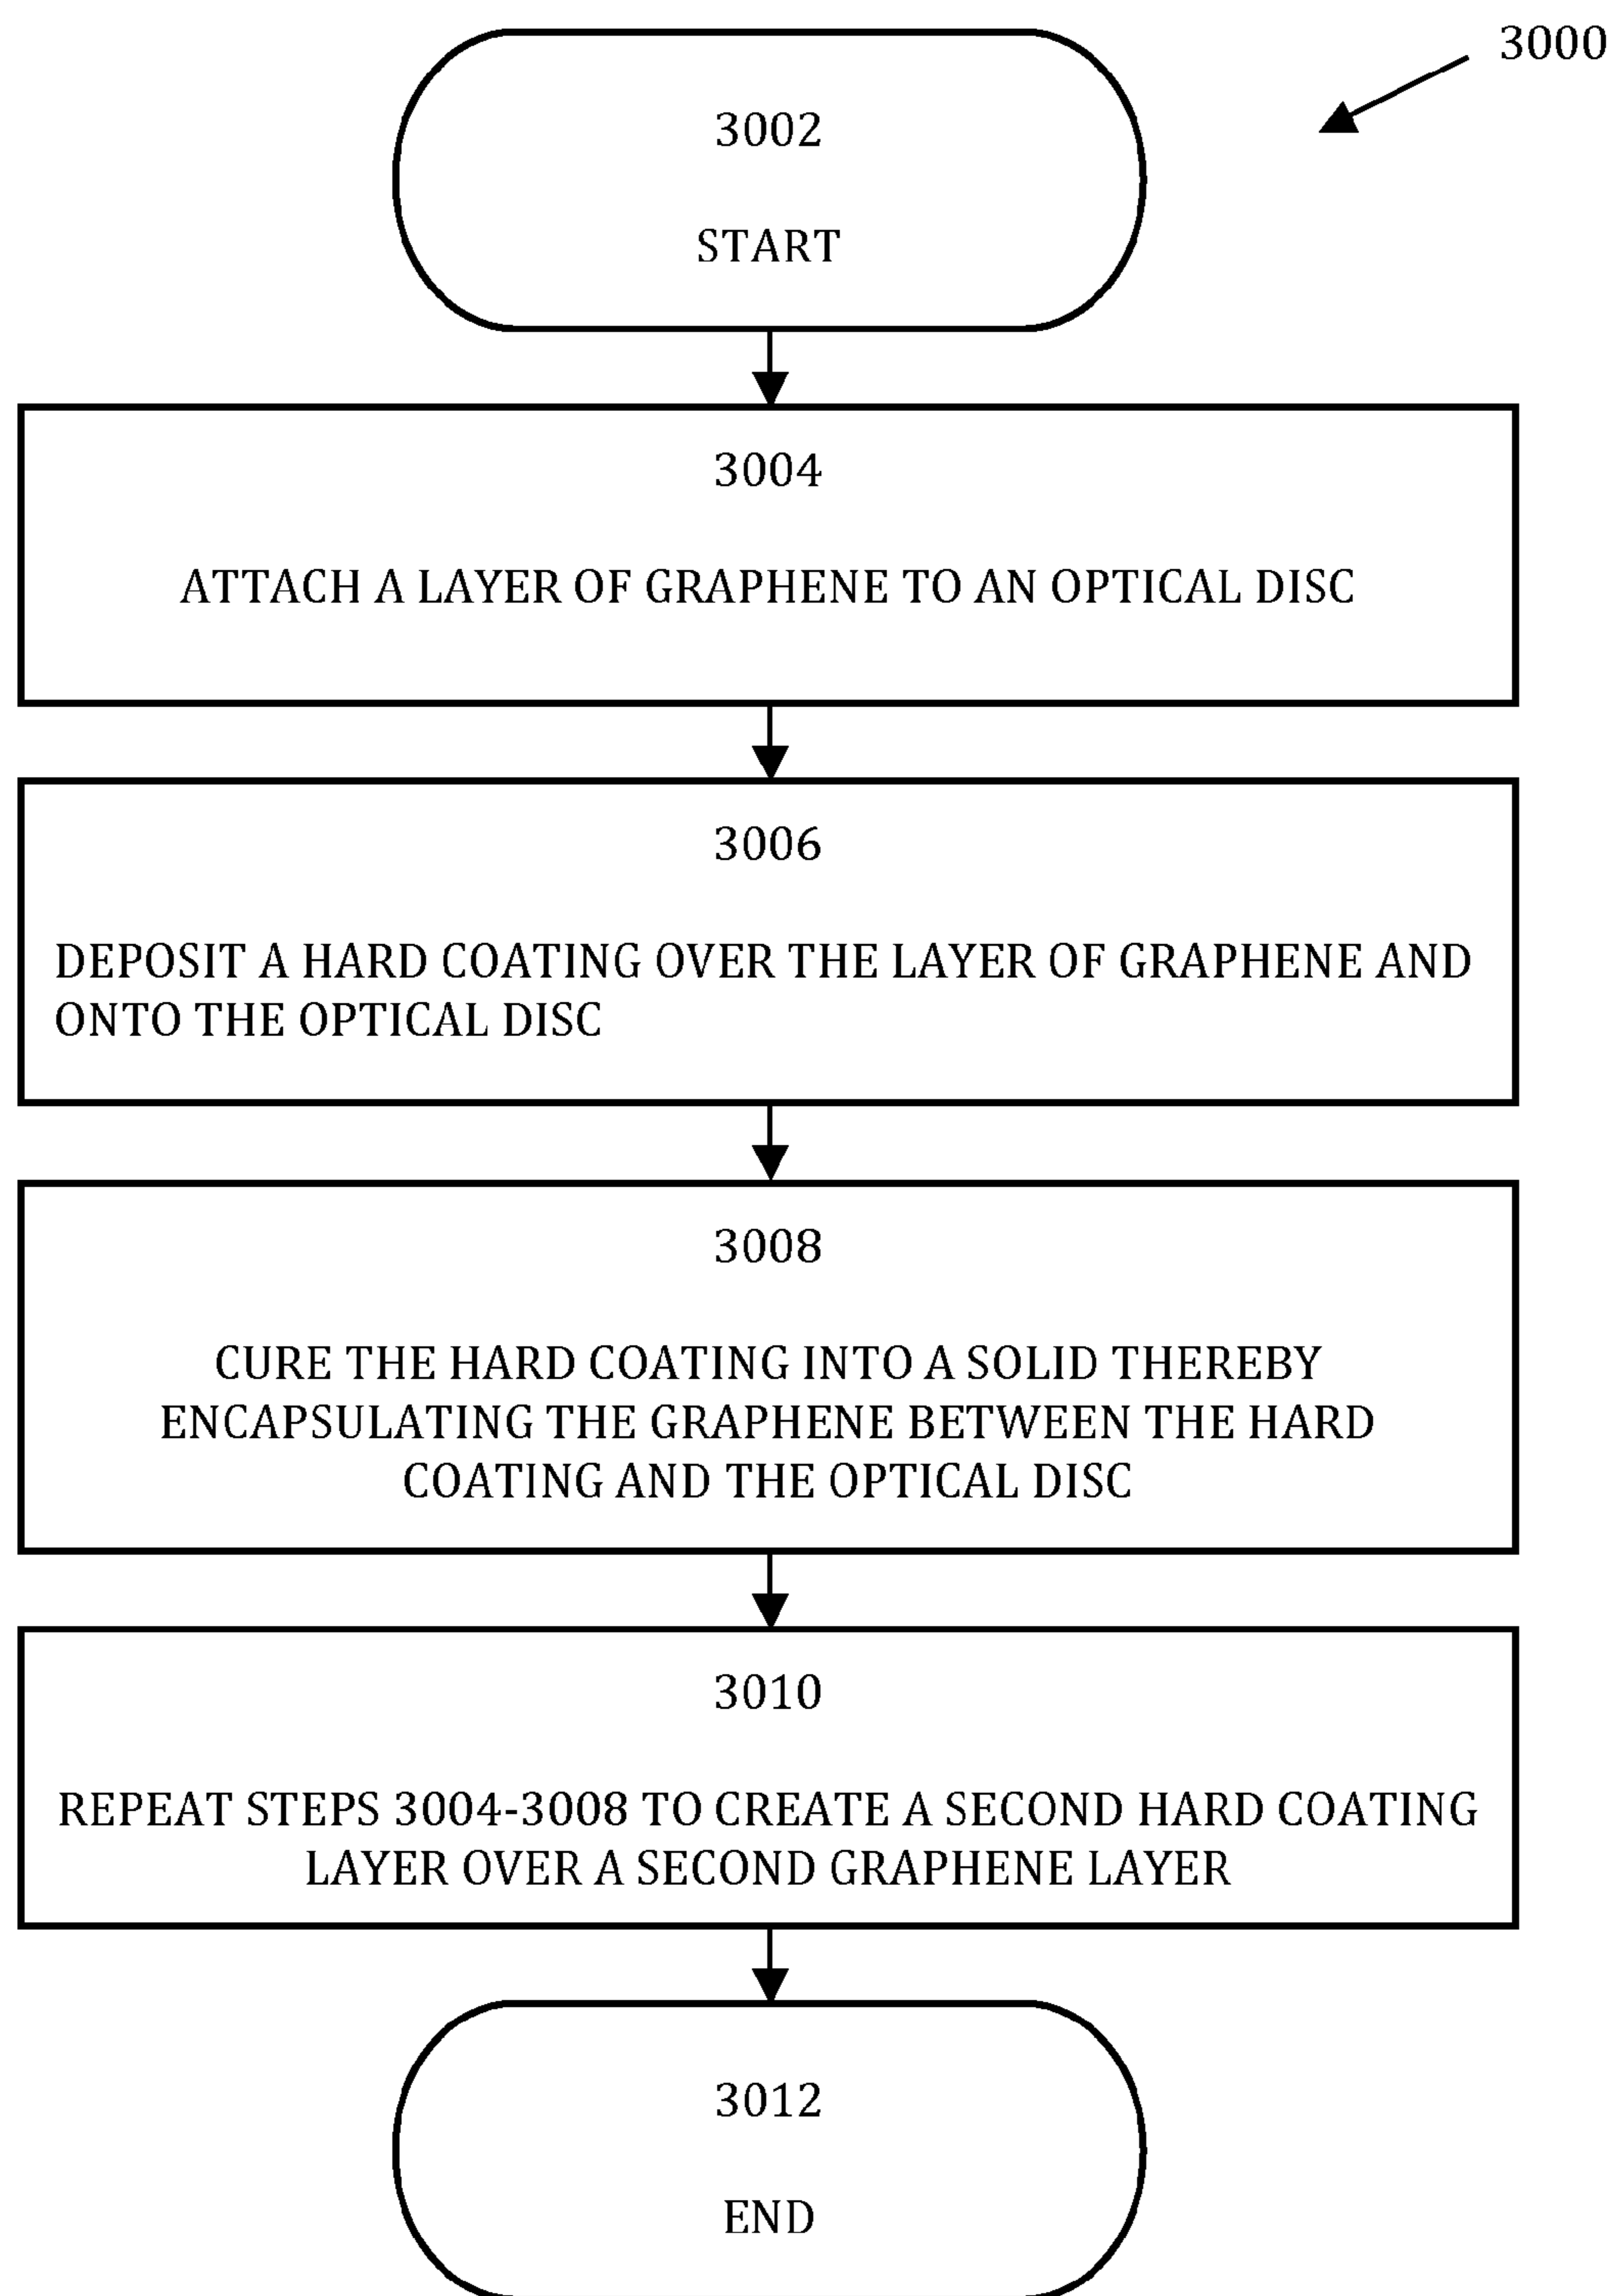 3000
3002
START
3004
ATTACH A LAYER OF GRAPHENE TO AN OPTICAL DISC
3006
DEPOSIT A HARD COATING OVER THE LAYER OF GRAPHENE AND
ONTO THE OPTICAL DISC
3008
CURE THE HARD COATING INTO A SOLID THEREBY
ENCAPSULATING THE GRAPHENE BETWEEN THE HARD
COATING AND THE OPTICAL DISC
3010
REPEAT STEPS 3004-3008 TO CREATE A SECOND HARD COATING
LAYER OVER A SECOND GRAPHENE LAYER
3012
END